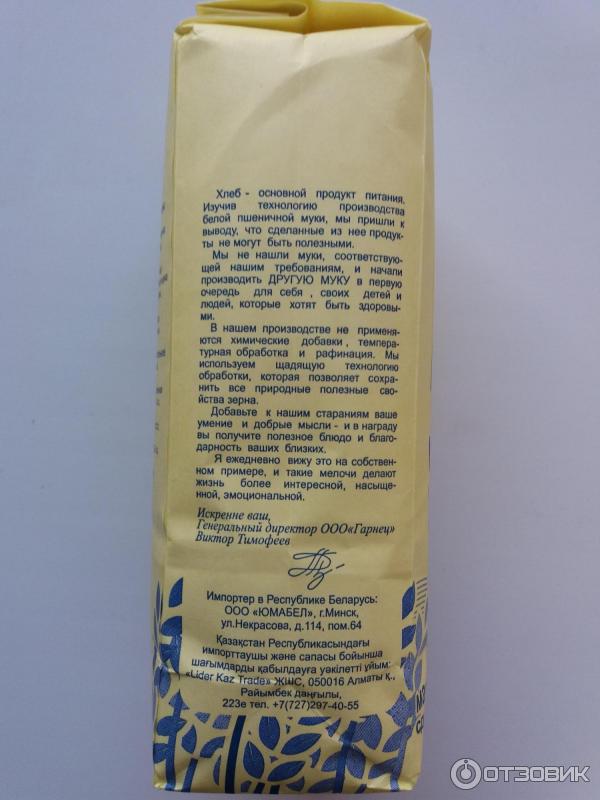 Хлеб - основной продукт питания.
Изучив технологию производства
белой пшеничной муки, мы пришли к
выводу, что сделанные из нее продук-
ты не могут быть полезными.
Мы не нашли муки, соответствую-
щей нашим требованиям, и начали
производить ДРУГУЮ МУКУ в первую
очередь для себя , своих детей и
людей, которые хотят быть здоровы-
ми.
В нашем производстве не применя-
ются химические добавки , темпера-
турная обработка и рафинация. Мы
используем щадящую технологию
обработки, которая позволяет сохра-
нить все природные полезные свой-
ства зерна.
Добавьте к нашим стараниям ваше
умение и добрые мысли - и в награду
вы получите полезное блюдо и благо-
дарность ваших близких.
Я ежедневно вижу это на собствен-
ном примере, и такие мелочи делают
жизнь более интересной, насыще-
нной, эмоциональной.
Искренне ваш,
Генеральный директор ООО«Гарнец»
Виктор Тимофеев
Импортер в Республике Беларусь:
ООО «ЮМАБЕЛ», г.Минск,
ул.Некрасова, д.114, пом.64
Қазақстан Республикасындағы
импорттаушы және сапасы бойынша
шағымдарды қабылдауға уәкілетті ұйым:
«Lider Kaz Trade» ЖШС, 050016 Алматы қ.,
Райымбек даңғылы,
223е тел. +7(727)297-40-55
ОТЗОВИК